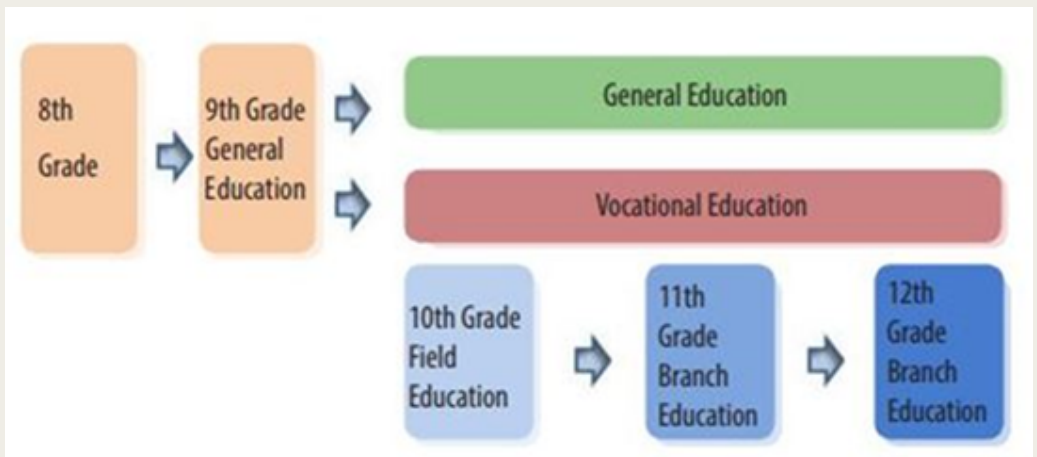 8th
Grade
9th Grade
General
Education
General Education
Vocational Education
10th Grade
Field
Education
11th
Grade
Branch
Education
12th
Grade
Branch
Education